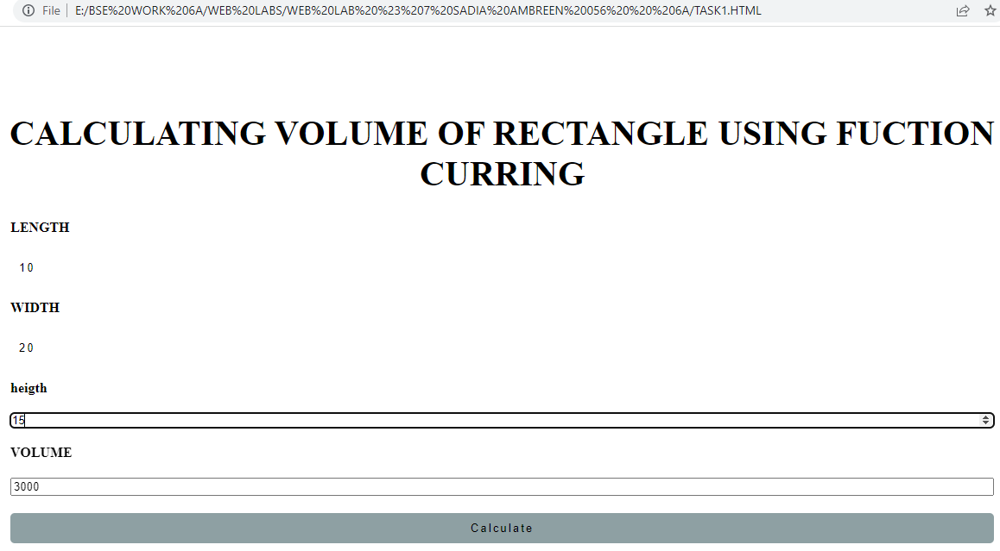 File E:/BSE%20WORK%206A/WEB%20LABS/WEB%20LAB%20%23%207%20SADIA%20AMBREEN%20056%20%20%206A/TASK1.HTML
CALCULATING VOLUME OF RECTANGLE USING FUCTION
CURRING
LENGTH
10
WIDTH
20
heigth
15
VOLUME
3000
Calculate